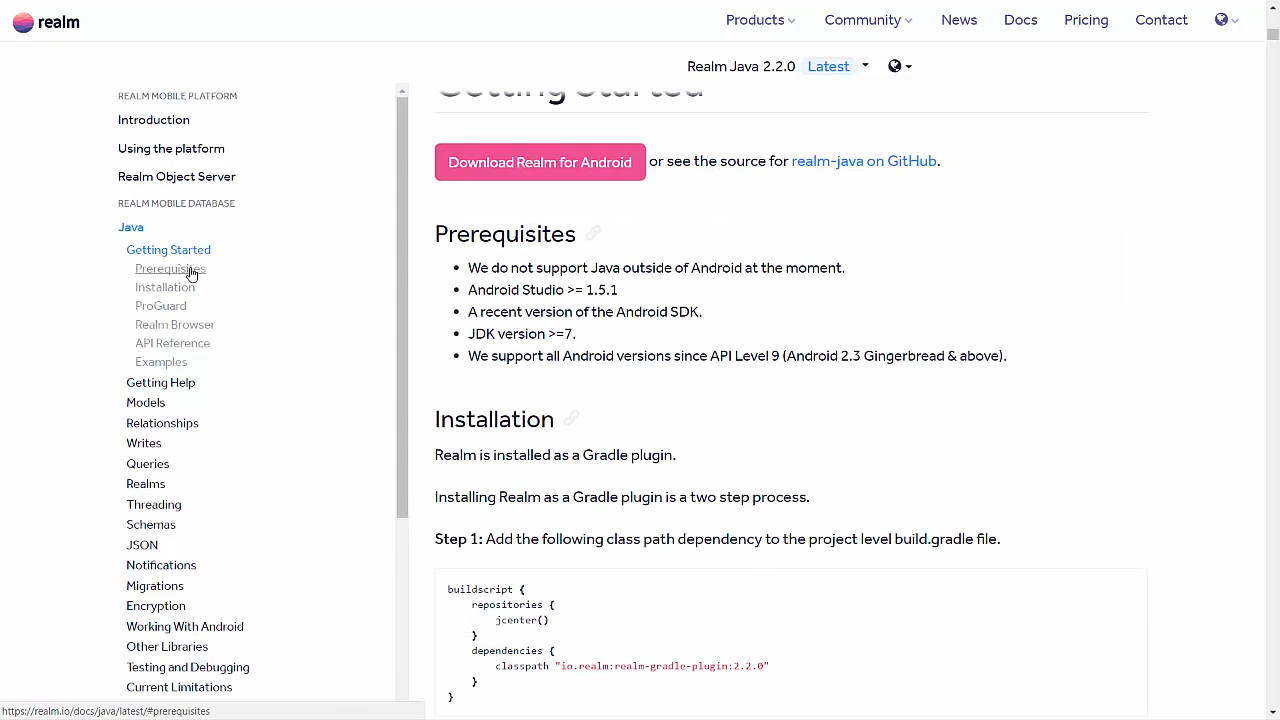 realm
Products
Community
News
Docs
Pricing
Contact
Realm Java 2.2.0 Latest
REALM MOBILE PLATFORM
Introduction
Using the platform
Realm Object Server
REALM MOBILE DATABASE
Java
Getting Started
Prerequisites
Installation
ProGuard
Realm Browser
API Reference
Examples
Getting Help
Models
Relationships
Writes
Queries
Realms
Threading
Schemas
JSON
Notifications
Migrations
Encryption
Working With Android
Other Libraries
Testing and Debugging
Current Limitations
Getting Started
Download Realm for Android or see the source for realm-java on GitHub.
Prerequisites
• We do not support Java outside of Android at the moment.
• Android Studio >= 1.5.1
• A recent version of the Android SDK.
• JDK version >=7.
• We support all Android versions since API Level 9 (Android 2.3 Gingerbread & above).
Installation
Realm is installed as a Gradle plugin.
Installing Realm as a Gradle plugin is a two step process.
Step 1: Add the following class path dependency to the project level build.gradle file.
buildscript {
repositories {
jcenter()
}
dependencies {
classpath "io.realm:realm-gradle-plugin:2.2.0"
}
}
https://realm.io/docs/java/latest/#prerequisites